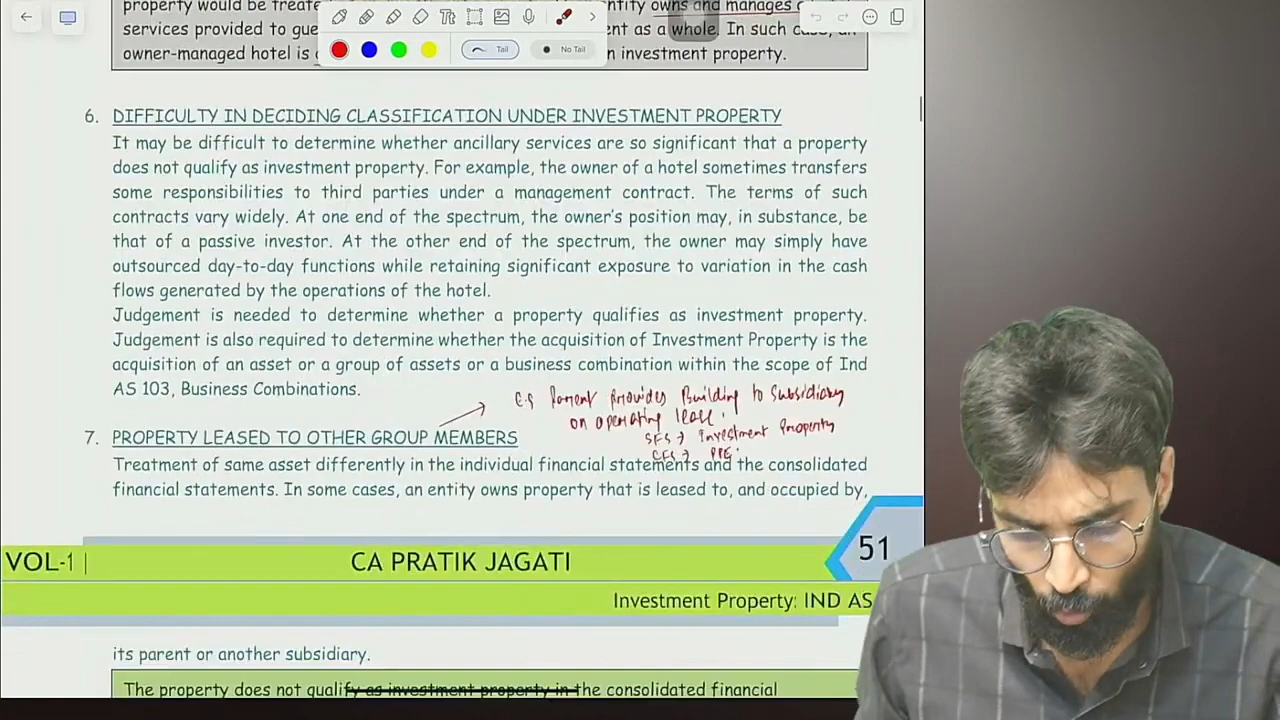 property would be treate
ntity owns and manages
services provided to gue
ent as a whole. In such case, an
owner-managed hotel is
n investment property.
Tail
No Tail
6. DIFFICULTY IN DECIDING CLASSIFICATION UNDER INVESTMENT PROPERTY
It may be difficult to determine whether ancillary services are so significant that a property
does not qualify as investment property. For example, the owner of a hotel sometimes transfers
some responsibilities to third parties under a management contract. The terms of such
contracts vary widely. At one end of the spectrum, the owner's position may, in substance, be
that of a passive investor. At the other end of the spectrum, the owner may simply have
outsourced day-to-day functions while retaining significant exposure to variation in the cash
flows generated by the operations of the hotel.
Judgement is needed to determine whether a property qualifies as investment property.
Judgement is also required to determine whether the acquisition of Investment Property is the
acquisition of an asset or a group of assets or a business combination within the scope of Ind
AS 103, Business Combinations.
E.g Parent Provides Building to Subsidiary
on operating lease.
SFS → Investment Property
CFS → PPE
7. PROPERTY LEASED TO OTHER GROUP MEMBERS
Treatment of same asset differently in the individual financial statements and the consolidated
financial statements. In some cases, an entity owns property that is leased to, and occupied by,
51
VOL-1 |
CA PRATIK JAGATI
Investment Property: IND AS
its parent or another subsidiary.
The property does not qualify as investment property in the consolidated financial